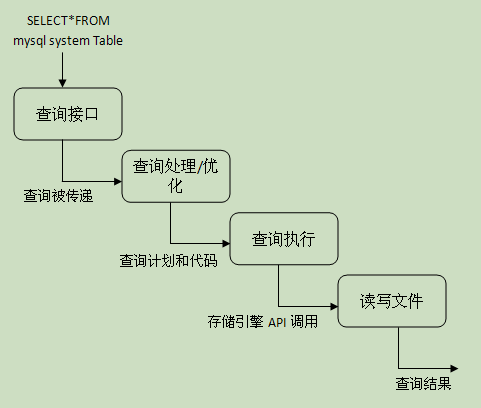 SELECT*FROM
mysql system Table
查询接口
查询被传递
查询处理/优
化
查询计划和代码
查询执行
存储引擎 API 调用
读写文件
查询结果